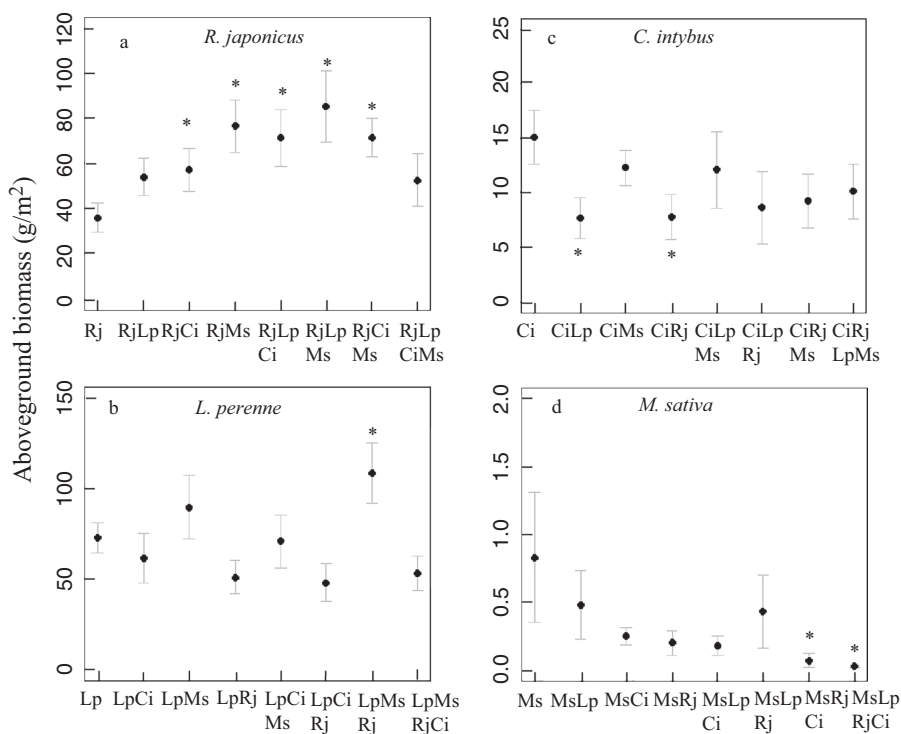 Aboveground biomass (g/m²)
a R. japonicus
120
100
80
60
40
20
0
Rj RjLp RjCi RjMs RjLp RjLp RjCi RjLp
Ci Ms Ms CiMs
* * * * *
c C. intybus
25
20
15
10
5
0
* *
Ci CiLp CiMs CiRj CiLp CiLp CiRj CiRj
Ms Rj Ms LpMs
b L. perenne
150
100
50
0
*
Lp LpCi LpMs LpRj LpCi LpCi LpMs LpMs
Ms Rj Rj RjCi
d M. sativa
2.0
1.5
1.0
0.5
0.0
* *
Ms MsLp MsCi MsRj MsLp MsLp MsRj MsLp
Ci Rj Ci RjCi